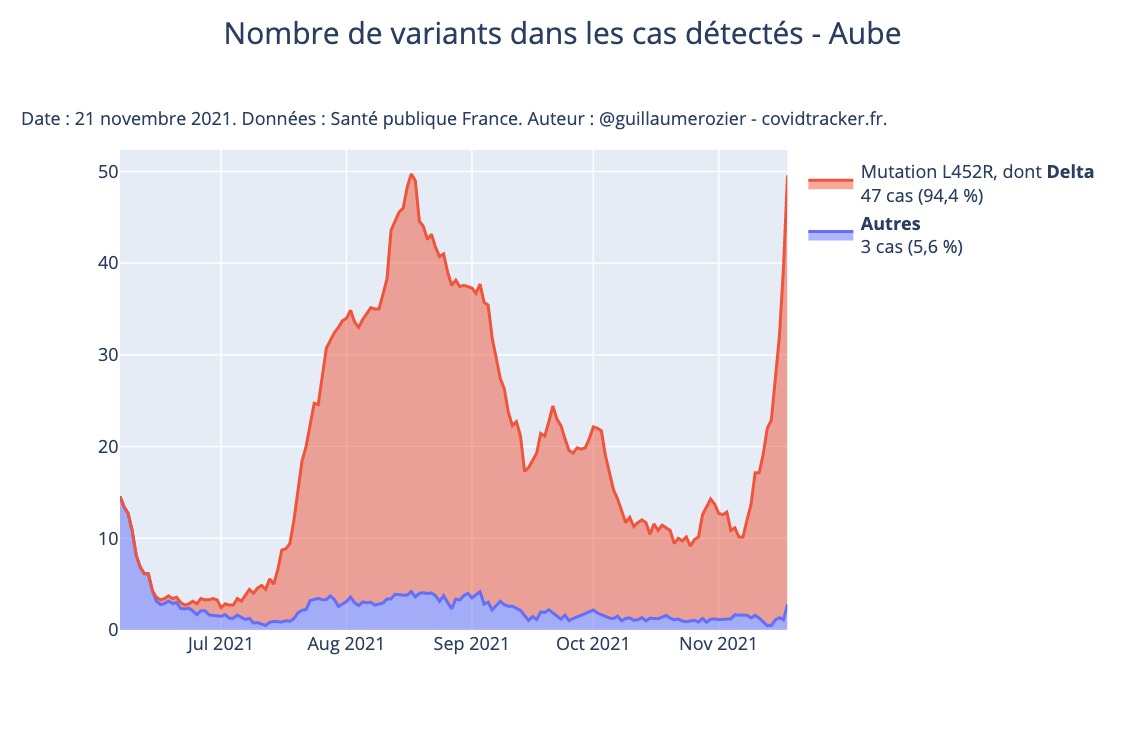 Nombre de variants dans les cas détectés - Aube
Date : 21 novembre 2021. Données : Santé publique France. Auteur : @guillaumerozier - covidtracker.fr.
50
40
30
20
10
0
Jul 2021
Aug 2021
Sep 2021
Oct 2021
Nov 2021
Mutation L452R, dont Delta
47 cas (94,4 %)
Autres
3 cas (5,6 %)